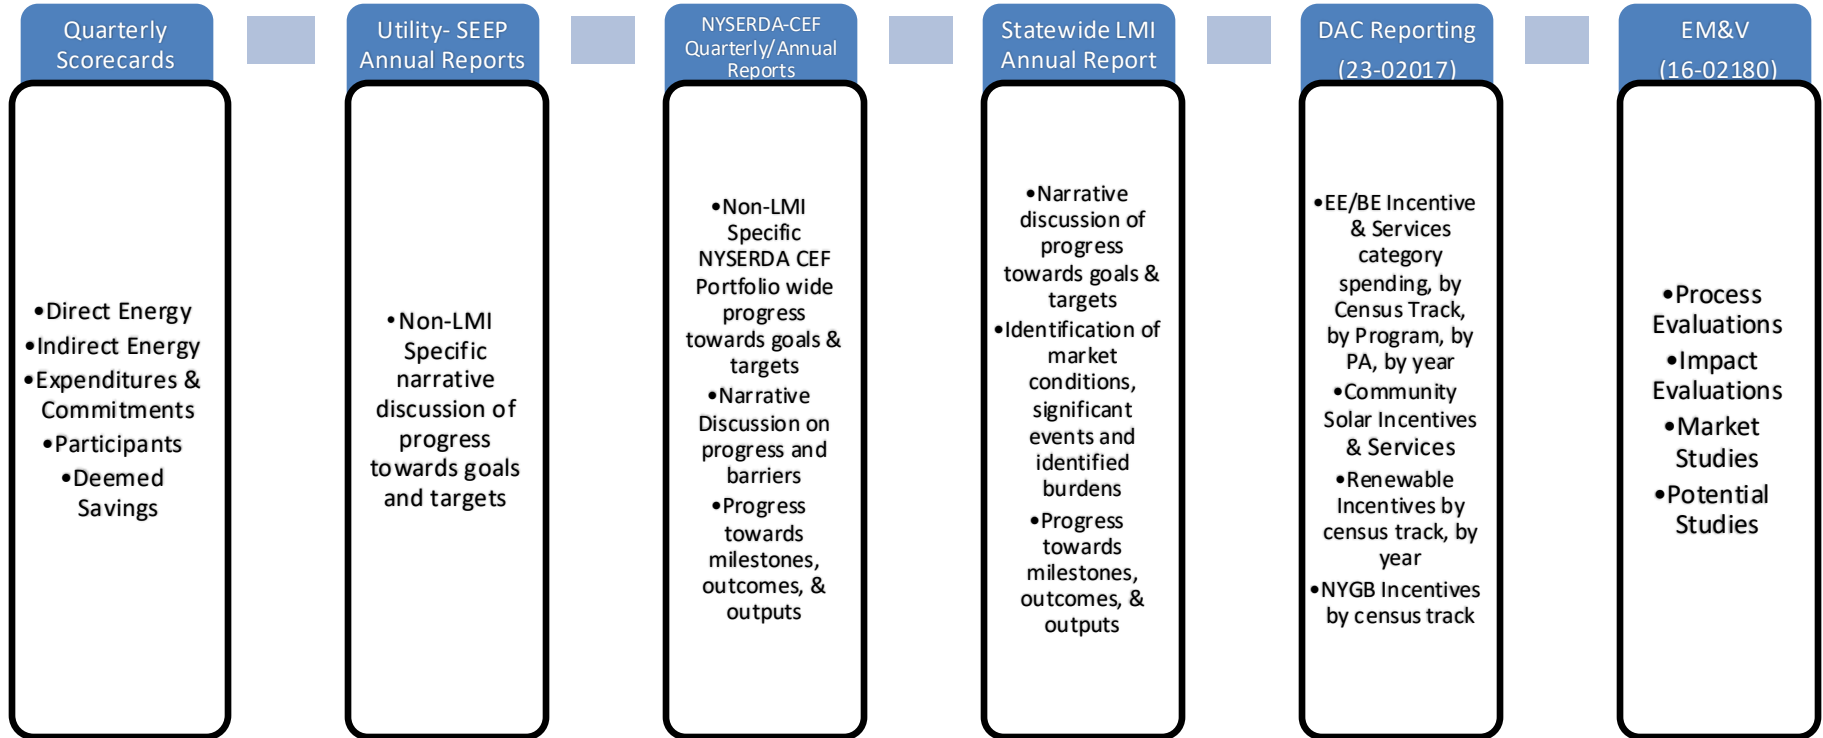 Quarterly
Scorecards
•Direct Energy
•Indirect Energy
•Expenditures &
Commitments
•Participants
•Deemed
Savings
Utility- SEEP
Annual Reports
•Non-LMI
Specific
narrative
discussion of
progress
towards goals
and targets
NYSERDA-CEF
Quarterly/Annual
Reports
•Non-LMI
Specific
NYSERDA CEF
Portfolio wide
progress
towards goals &
targets
•Narrative
Discussion on
progress and
barriers
•Progress
towards
milestones,
outcomes, &
outputs
Statewide LMI
Annual Report
•Narrative
discussion of
progress
towards goals &
targets
•Identification of
market
conditions,
significant
events and
identified
burdens
•Progress
towards
milestones,
outcomes, &
outputs
DAC Reporting
(23-02017)
•EE/BE Incentive
& Services
category
spending, by
Census Track,
by Program, by
PA, by year
•Community
Solar Incentives
& Services
•Renewable
Incentives by
census track, by
year
•NYGB Incentives
by census track
EM&V
(16-02180)
•Process
Evaluations
•Impact
Evaluations
•Market
Studies
•Potential
Studies